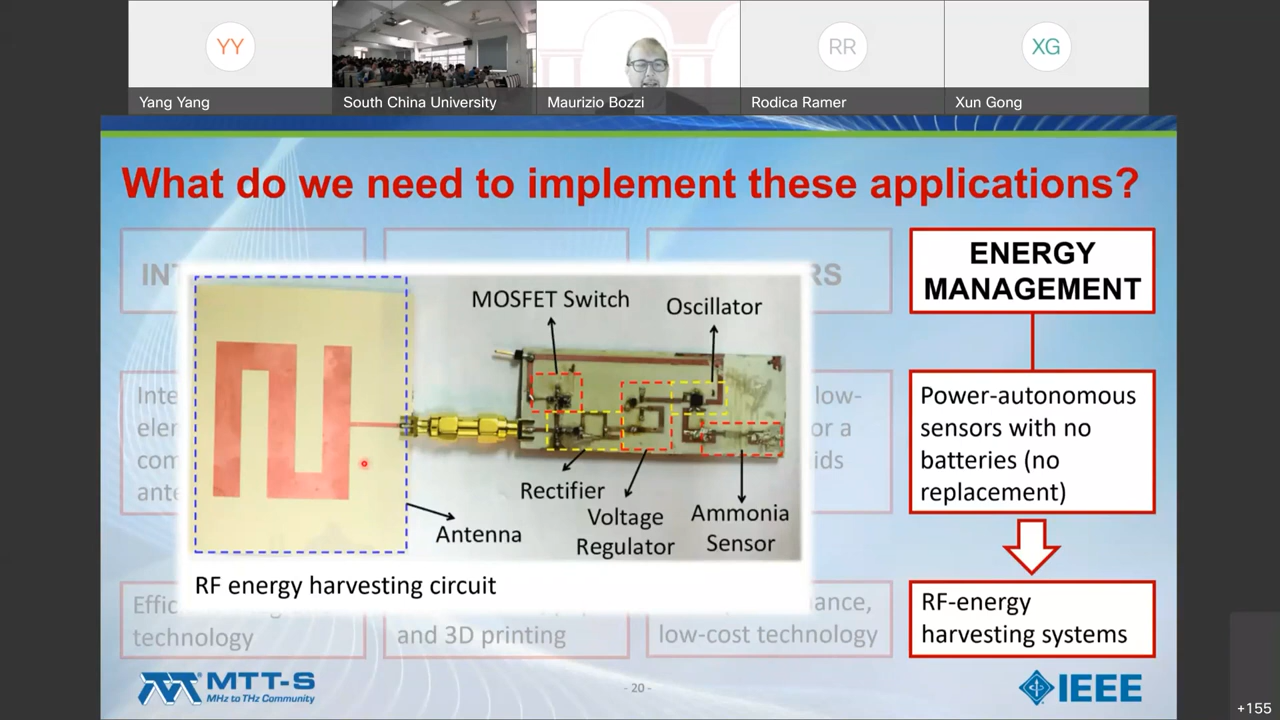 YY
RR
XG
Yang Yang
South China University
Maurizio Bozzi
Rodica Ramer
Xun Gong
What do we need to implement these applications?
ENERGY
MANAGEMENT
MOSFET Switch
Oscillator
Rectifier
Voltage
Regulator
Ammonia
Sensor
Antenna
RF energy harvesting circuit
Power-autonomous
sensors with no
batteries (no
replacement)
RF-energy
harvesting systems
technology
and 3D printing
low-cost technology
MTT-S
MHz to THz Community
- 20 -
IEEE
+155